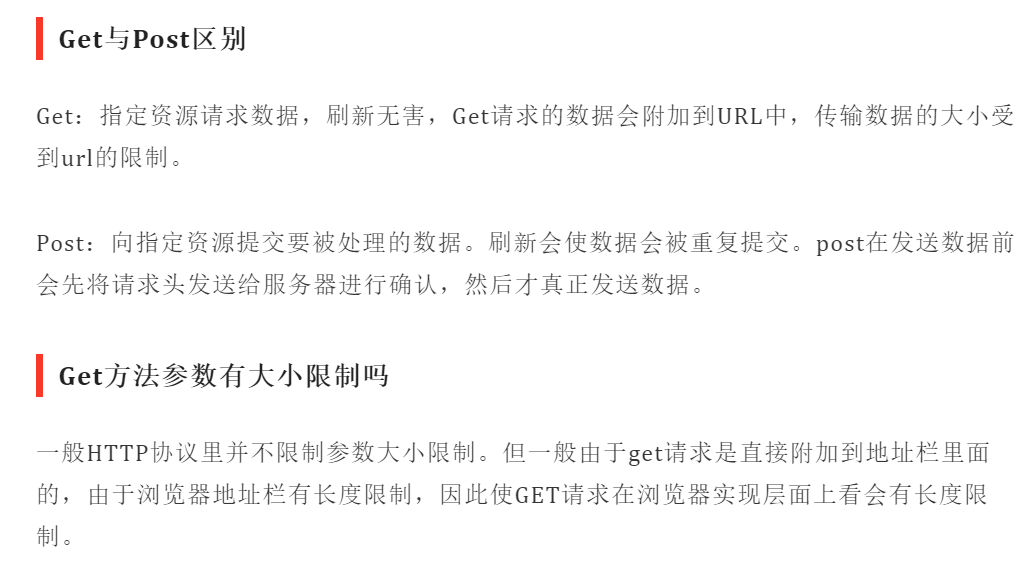 Get与Post区别
Get：指定资源请求数据，刷新无害，Get请求的数据会附加到URL中，传输数据的大小受
到url的限制。
Post：向指定资源提交要被处理的数据。刷新会使数据会被重复提交。post在发送数据前
会先将请求头发送给服务器进行确认，然后才真正发送数据。
Get方法参数有大小限制吗
一般HTTP协议里并不限制参数大小限制。但一般由于get请求是直接附加到地址栏里面
的，由于浏览器地址栏有长度限制，因此使GET请求在浏览器实现层面上看会有长度限
制。